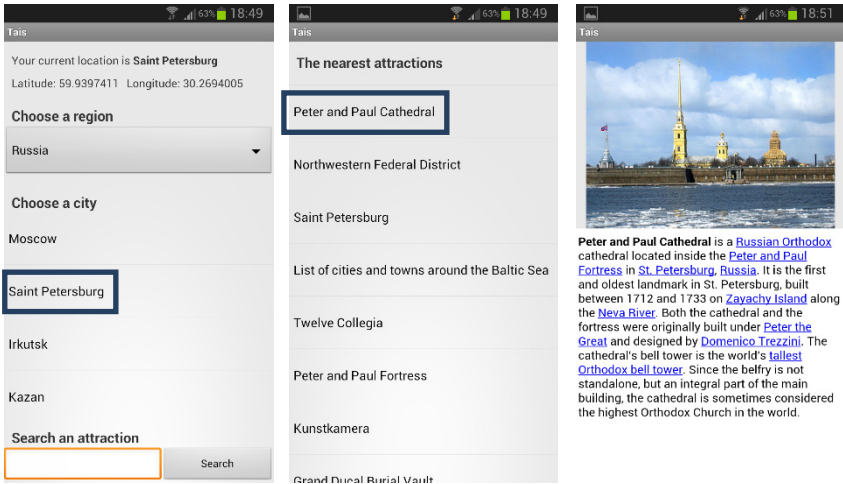 63% 18:49
Tais
Your current location is Saint Petersburg
Latitude: 59.9397411 Longitude: 30.2694005
Choose a region
Russia
Choose a city
Moscow
Saint Petersburg
Irkutsk
Kazan
Search an attraction
Search
63% 18:49
Tais
The nearest attractions
Peter and Paul Cathedral
Northwestern Federal District
Saint Petersburg
List of cities and towns around the Baltic Sea
Twelve Collegia
Peter and Paul Fortress
Kunstkamera
Grand Ducal Burial Vault
63% 18:51
Tais
Peter and Paul Cathedral is a Russian Orthodox
cathedral located inside the Peter and Paul
Fortress in St. Petersburg, Russia. It is the first
and oldest landmark in St. Petersburg, built
between 1712 and 1733 on Zayachy Island along
the Neva River. Both the cathedral and the
fortress were originally built under Peter the
Great and designed by Domenico Trezzini. The
cathedral's bell tower is the world's tallest
Orthodox bell tower. Since the belfry is not
standalone, but an integral part of the main
building, the cathedral is sometimes considered
the highest Orthodox Church in the world.